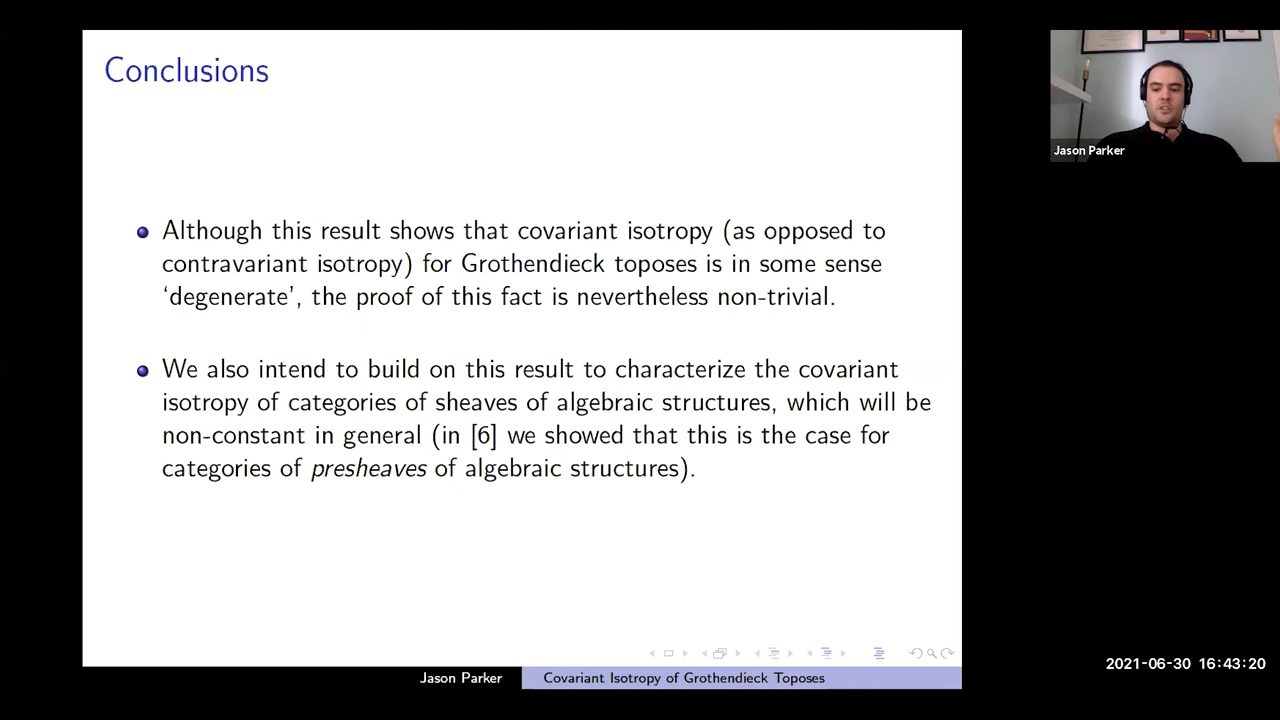 Conclusions
Although this result shows that covariant isotropy (as opposed to
contravariant isotropy) for Grothendieck toposes is in some sense
‘degenerate’, the proof of this fact is nevertheless non-trivial.
We also intend to build on this result to characterize the covariant
isotropy of categories of sheaves of algebraic structures, which will be
non-constant in general (in [6] we showed that this is the case for
categories of presheaves of algebraic structures).
Jason Parker
Covariant Isotropy of Grothendieck Toposes
Jason Parker
2021-06-30 16:43:20